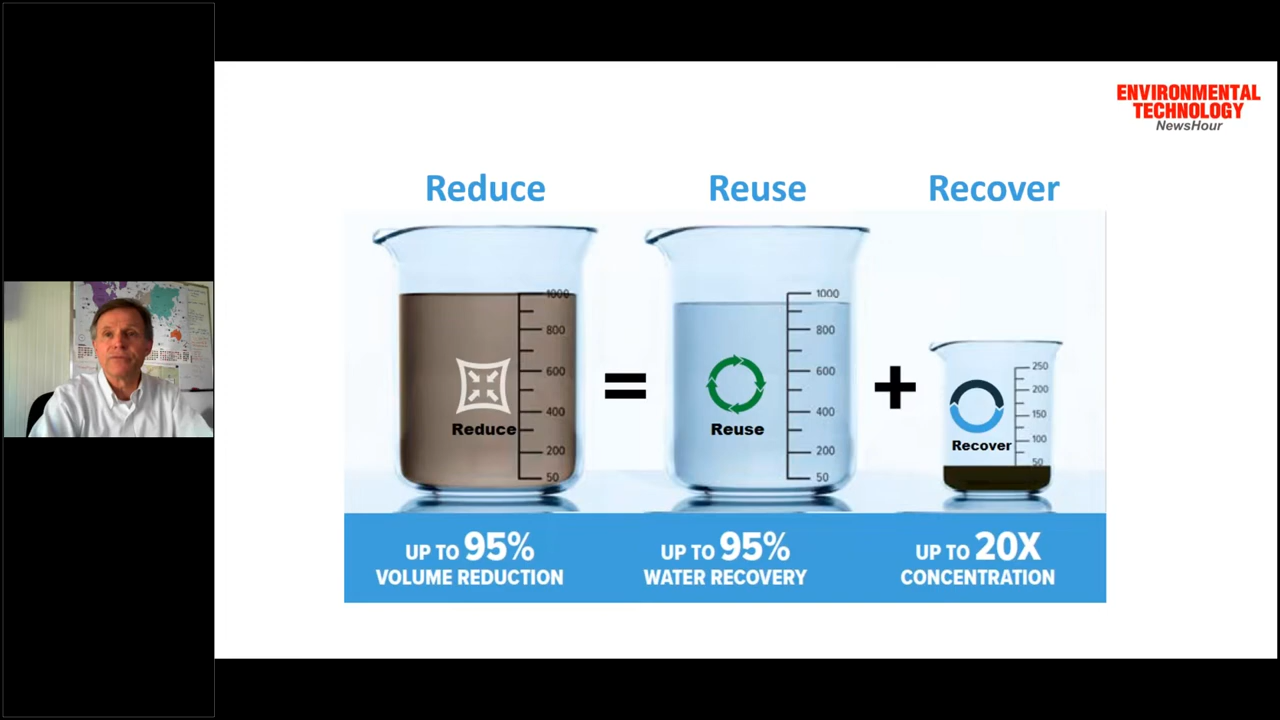 ENVIRONMENTAL
TECHNOLOGY
NewsHour
Reduce
Reuse
Recover
1000
800
600
400
200
50
Reduce
=
1000
800
600
400
200
50
Reuse
+
250
200
150
100
50
Recover
UP TO 95%
VOLUME REDUCTION
UP TO 95%
WATER RECOVERY
UP TO 20X
CONCENTRATION